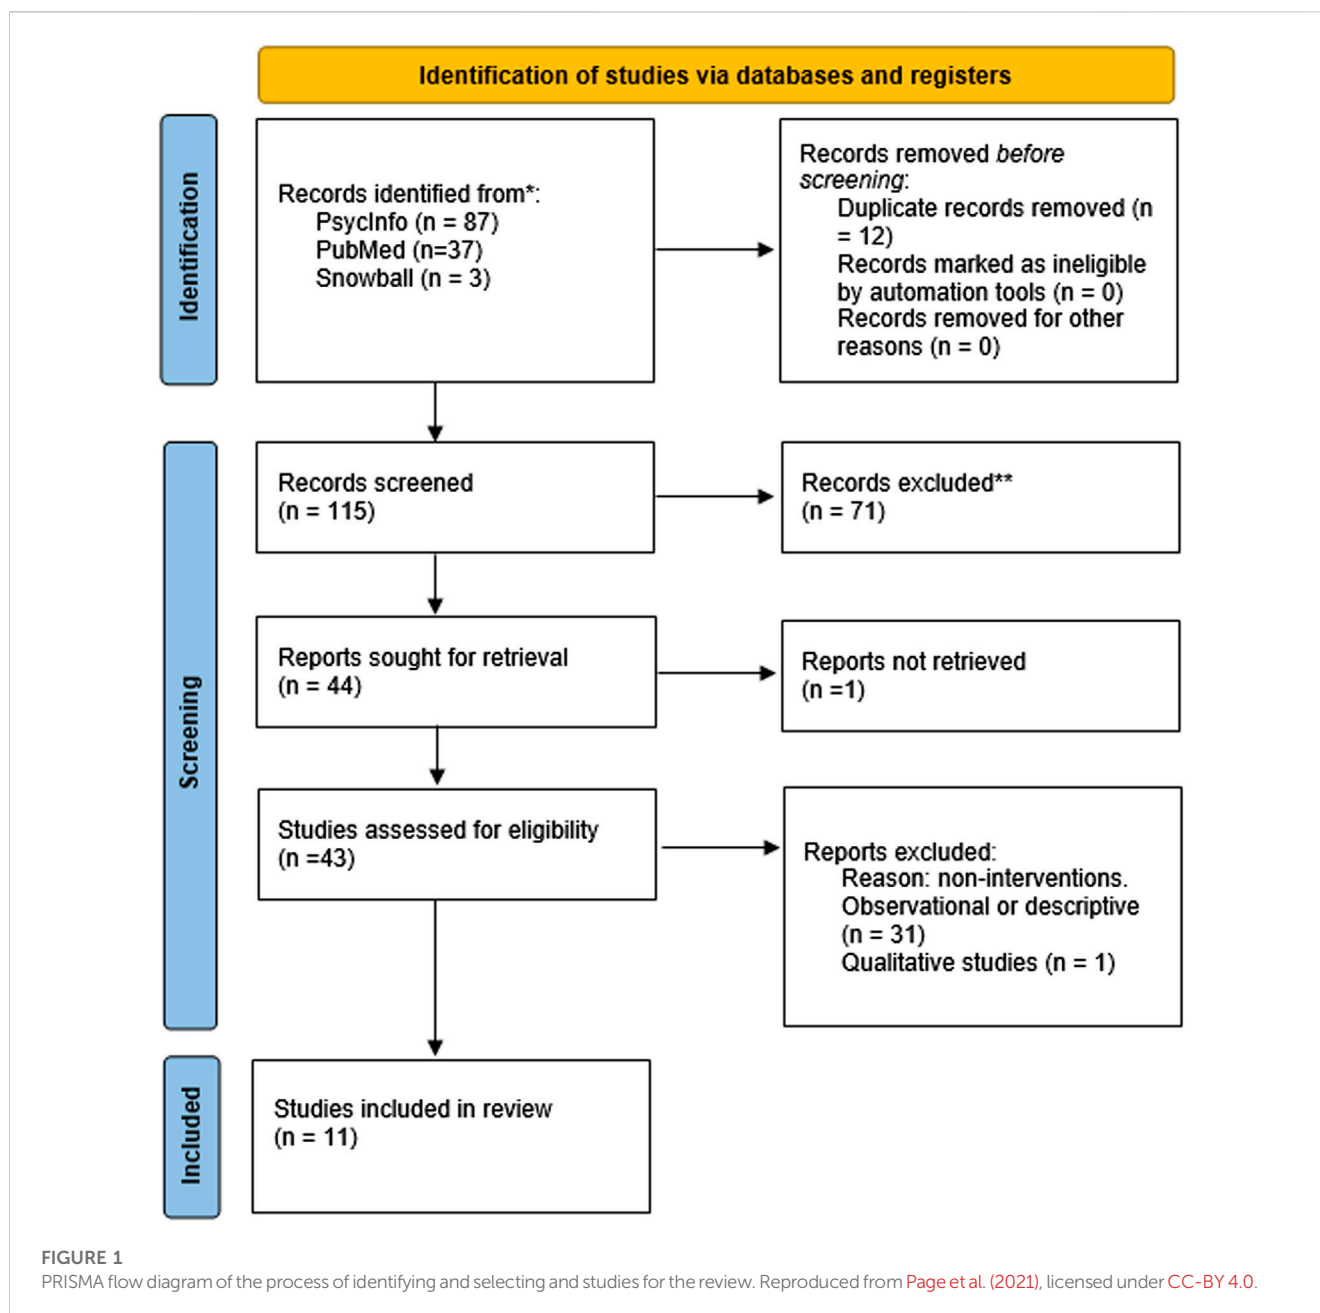 Identification of studies via databases and registers
Identification
Records identified from*:
PsycInfo (n = 87)
PubMed (n=37)
Snowball (n = 3)
Records removed before
screening:
Duplicate records removed (n
= 12)
Records marked as ineligible
by automation tools (n = 0)
Records removed for other
reasons (n = 0)
Screening
Records screened
(n = 115)
Records excluded**
(n = 71)
Reports sought for retrieval
(n = 44)
Reports not retrieved
(n =1)
Studies assessed for eligibility
(n =43)
Reports excluded:
Reason: non-interventions.
Observational or descriptive
(n = 31)
Qualitative studies (n = 1)
Included
Studies included in review
(n = 11)
FIGURE 1
PRISMA flow diagram of the process of identifying and selecting and studies for the review. Reproduced from Page et al. (2021), licensed under CC-BY 4.0.